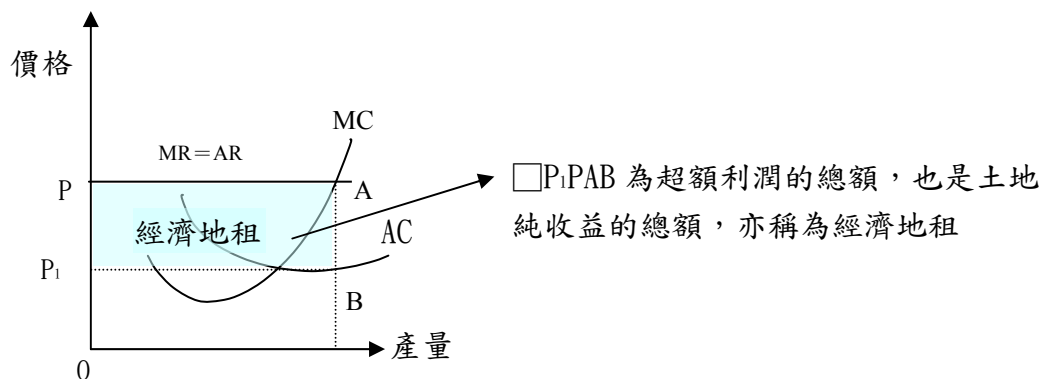 價格
MC
MR＝AR
P
A
經濟地租
AC
P₁
B
0
產量
□P₁PAB 為超額利潤的總額，也是土地
純收益的總額，亦稱為經濟地租